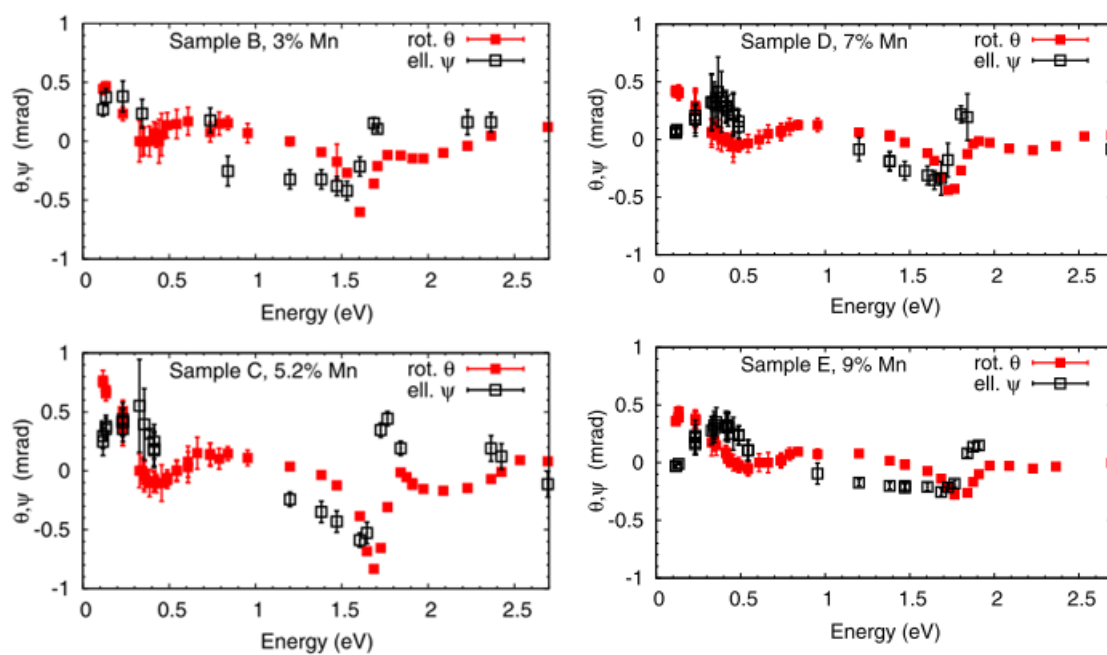 Sample B, 3% Mn
rot. θ
ell. ψ
1
0.5
0
-0.5
-1
θ,ψ (mrad)
0 0.5 1 1.5 2 2.5
Energy (eV)
Sample D, 7% Mn
rot. θ
ell. ψ
1
0.5
0
-0.5
-1
θ,ψ (mrad)
0 0.5 1 1.5 2 2.5
Energy (eV)
Sample C, 5.2% Mn
rot. θ
ell. ψ
1
0.5
0
-0.5
-1
θ,ψ (mrad)
0 0.5 1 1.5 2 2.5
Energy (eV)
Sample E, 9% Mn
rot. θ
ell. ψ
1
0.5
0
-0.5
-1
θ,ψ (mrad)
0 0.5 1 1.5 2 2.5
Energy (eV)